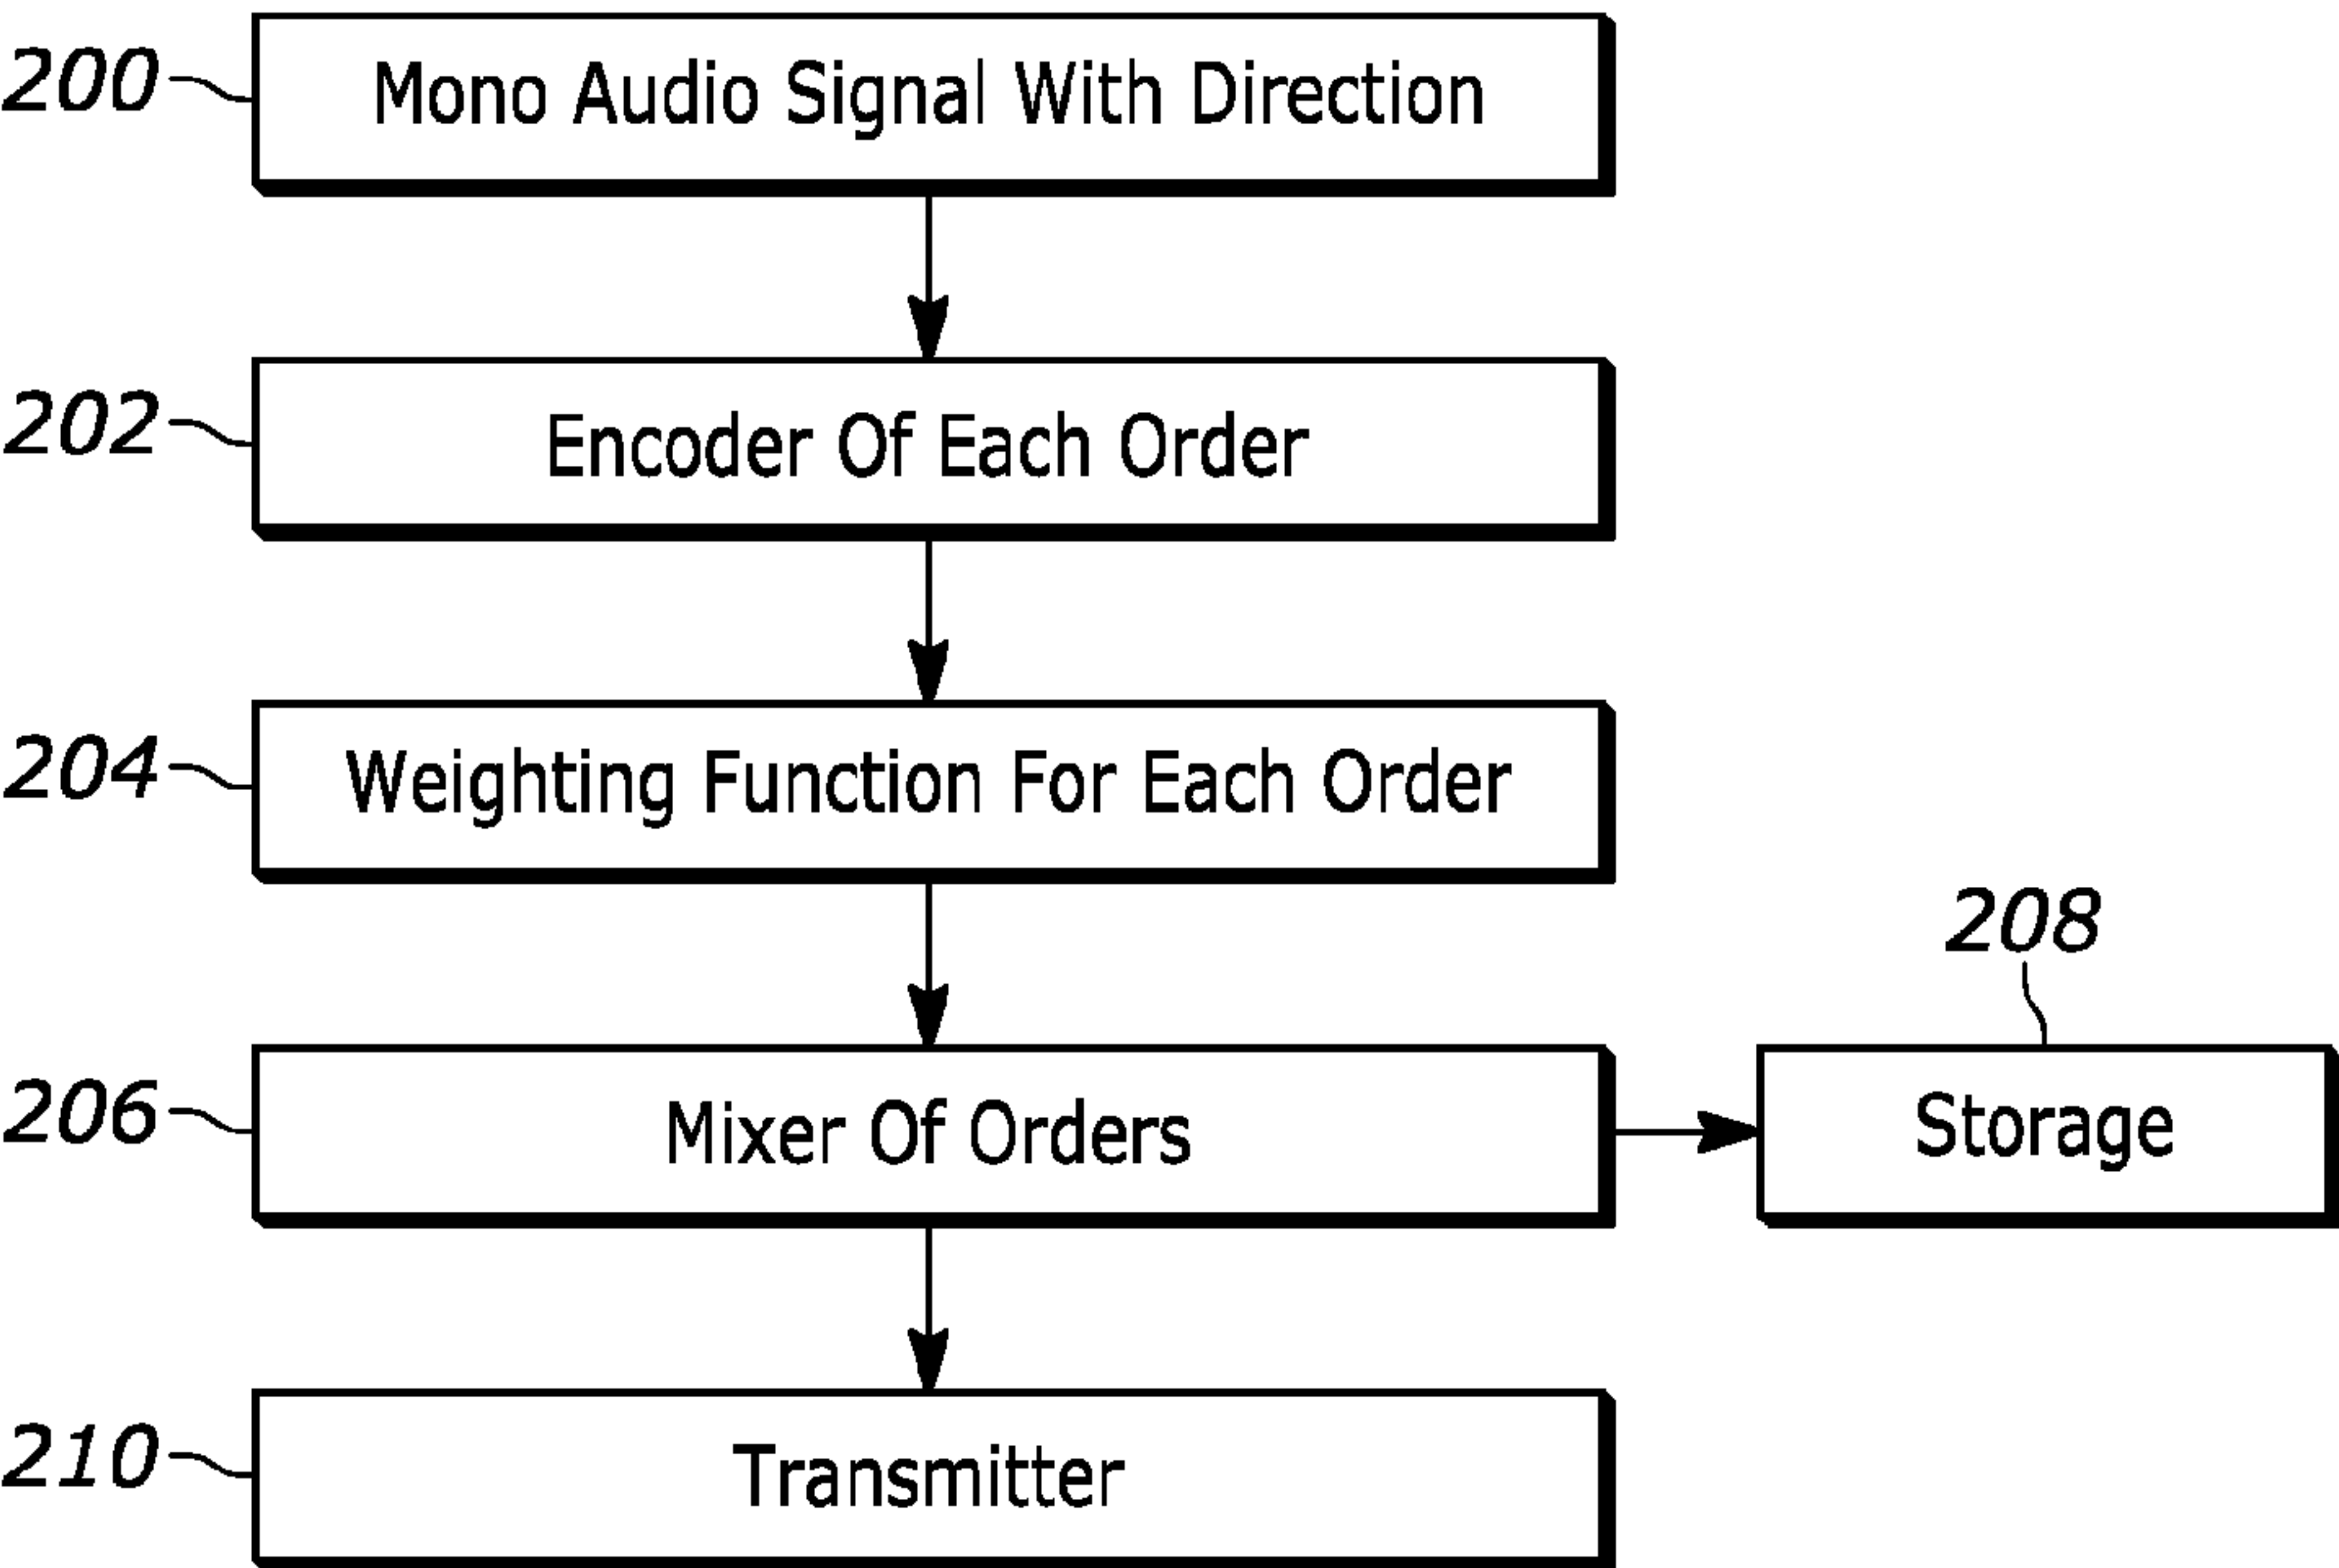 200
Mono Audio Signal With Direction
202
Encoder Of Each Order
204
Weighting Function For Each Order
206
Mixer Of Orders
208
Storage
210
Transmitter